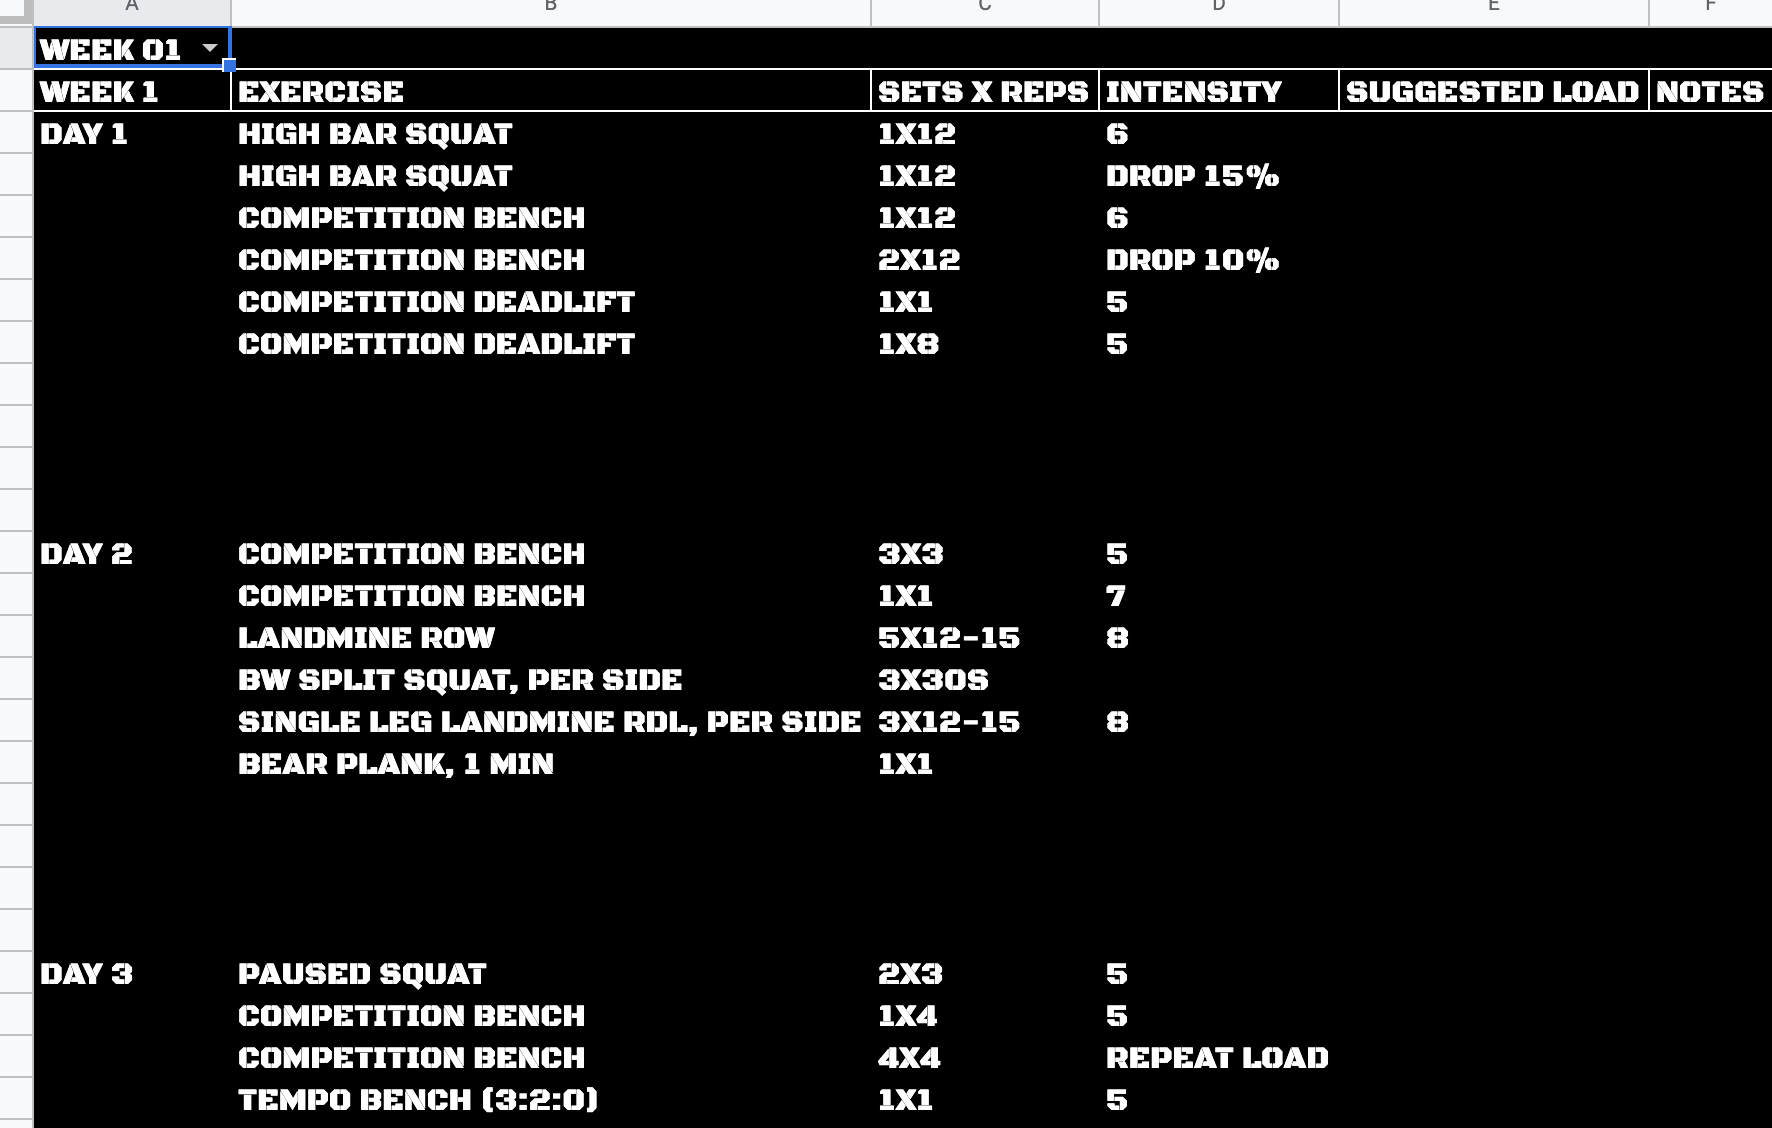 A B C D E F
WEEK 01
WEEK 1 EXERCISE SETS X REPS INTENSITY SUGGESTED LOAD NOTES
DAY 1 HIGH BAR SQUAT 1X12 6
HIGH BAR SQUAT 1X12 DROP 15%
COMPETITION BENCH 1X12 6
COMPETITION BENCH 2X12 DROP 10%
COMPETITION DEADLIFT 1X1 5
COMPETITION DEADLIFT 1X8 5
DAY 2 COMPETITION BENCH 3X3 5
COMPETITION BENCH 1X1 7
LANDMINE ROW 5X12-15 8
BW SPLIT SQUAT, PER SIDE 3X30S
SINGLE LEG LANDMINE RDL, PER SIDE 3X12-15 8
BEAR PLANK, 1 MIN 1X1
DAY 3 PAUSED SQUAT 2X3 5
COMPETITION BENCH 1X4 5
COMPETITION BENCH 4X4 REPEAT LOAD
TEMPO BENCH (3:2:0) 1X1 5